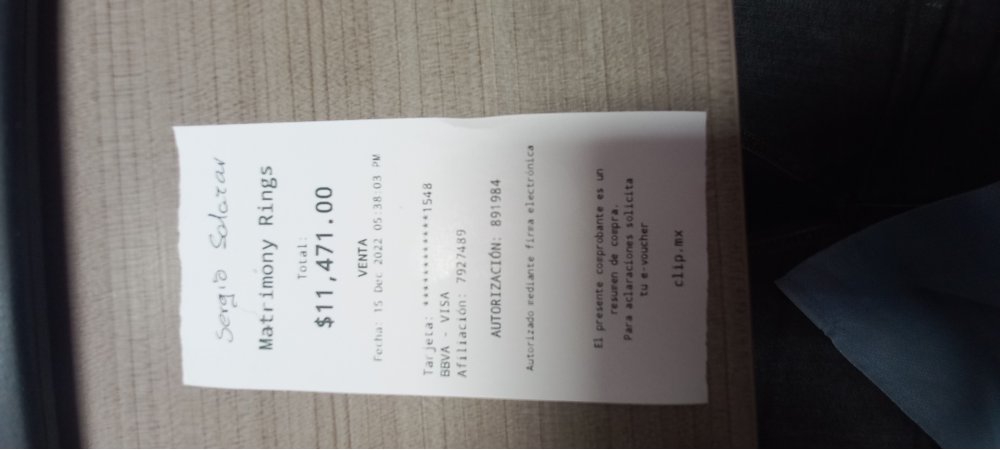 Sergio Solorar
Matrimony Rings
Total:
$11,471.00
VENTA
Fecha: 15 Dec 2022 05:38:03 PM
Tarjeta: ************1548
BBVA - VISA
Afiliación: 7927489
AUTORIZACIÓN: 891984
Autorizado mediante firma electrónica
El presente comprobante es un
resumen de compra.
Para aclaraciones solicita
tu e-voucher
clip.mx